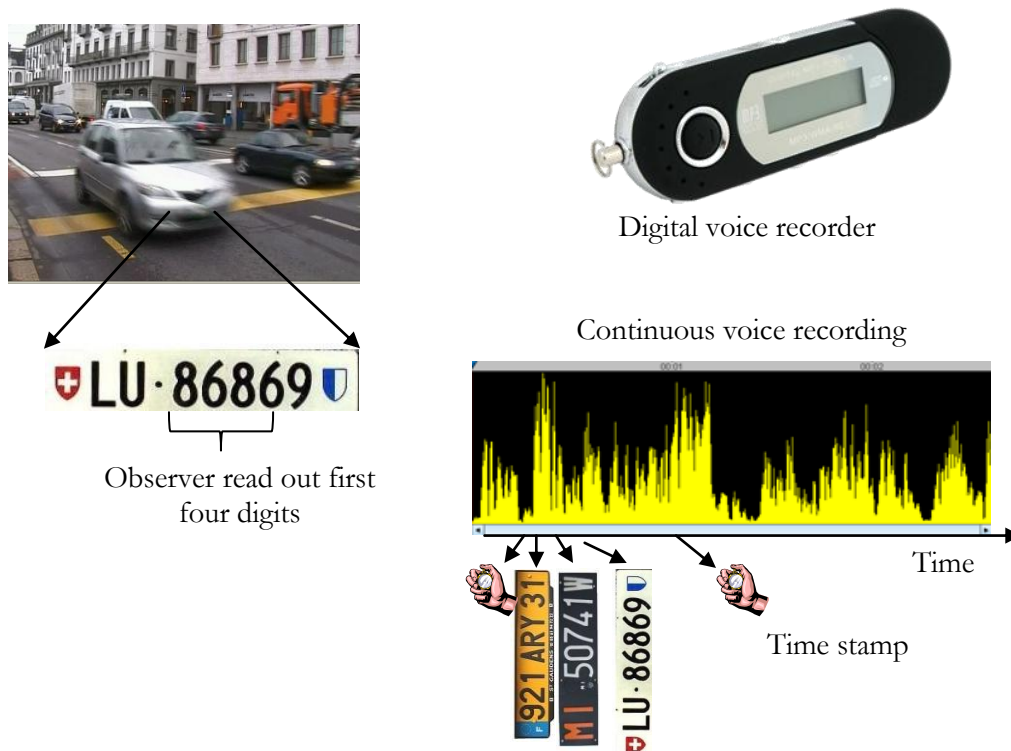 Digital voice recorder
LU·86869
Observer read out first
four digits
Continuous voice recording
00:01
00:02
Time
921 ARY 31
F
MI 50741W
LU·86869
Time stamp